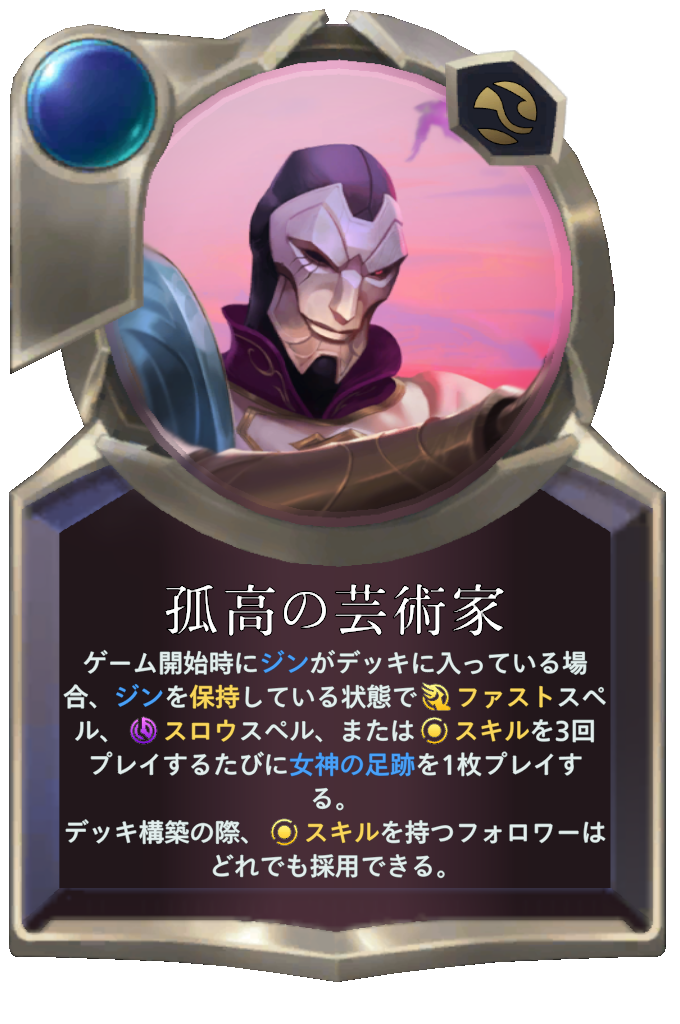 孤高の芸術家
ゲーム開始時にジンがデッキに入っている場
合、ジンを保持している状態でファストスペ
ル、スロウスペル、またはスキルを3回
プレイするたびに女神の足跡を1枚プレイす
る。
デッキ構築の際、スキルを持つフォロワーは
どれでも採用できる。